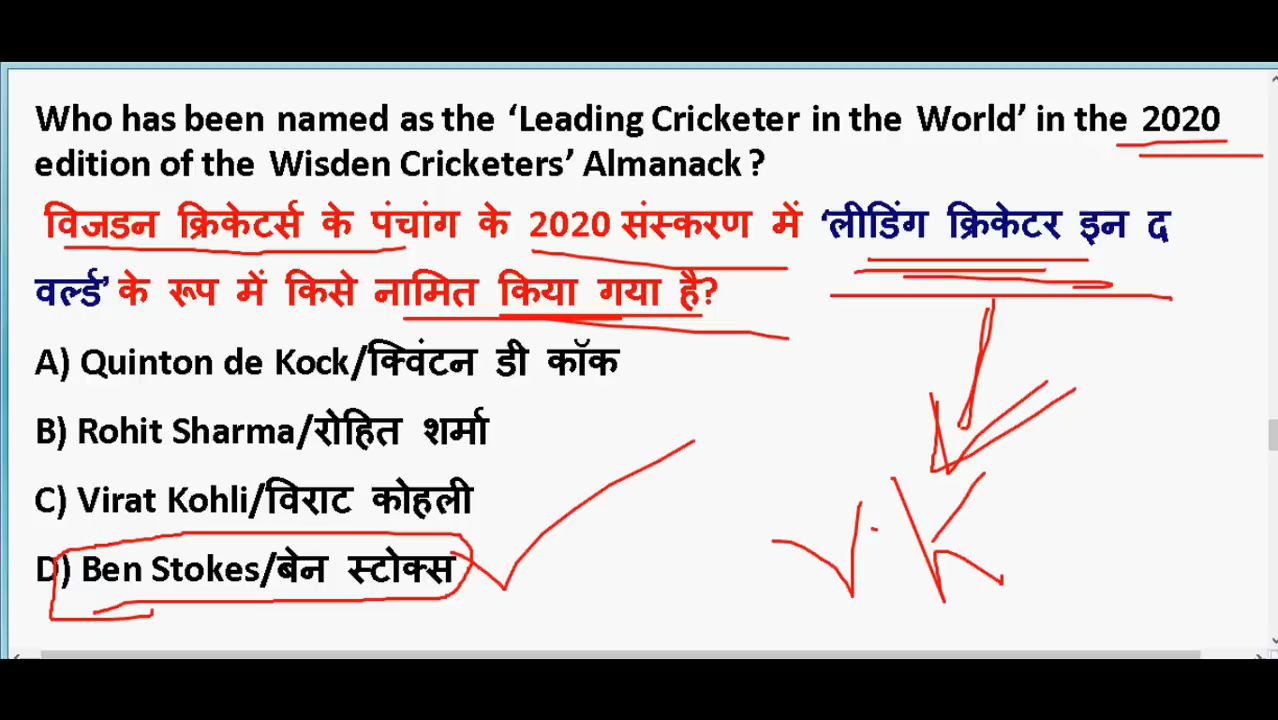 Who has been named as the ‘Leading Cricketer in the World’ in the 2020
edition of the Wisden Cricketers’ Almanack?
विजडन क्रिकेटर्स के पंचांग के 2020 संस्करण में ‘लीडिंग क्रिकेटर इन द
वर्ल्ड’ के रूप में किसे नामित किया गया है?
A) Quinton de Kock/क्विंटन डी कॉक
B) Rohit Sharma/रोहित शर्मा
C) Virat Kohli/विराट कोहली
D) Ben Stokes/बेन स्टोक्स
V.K